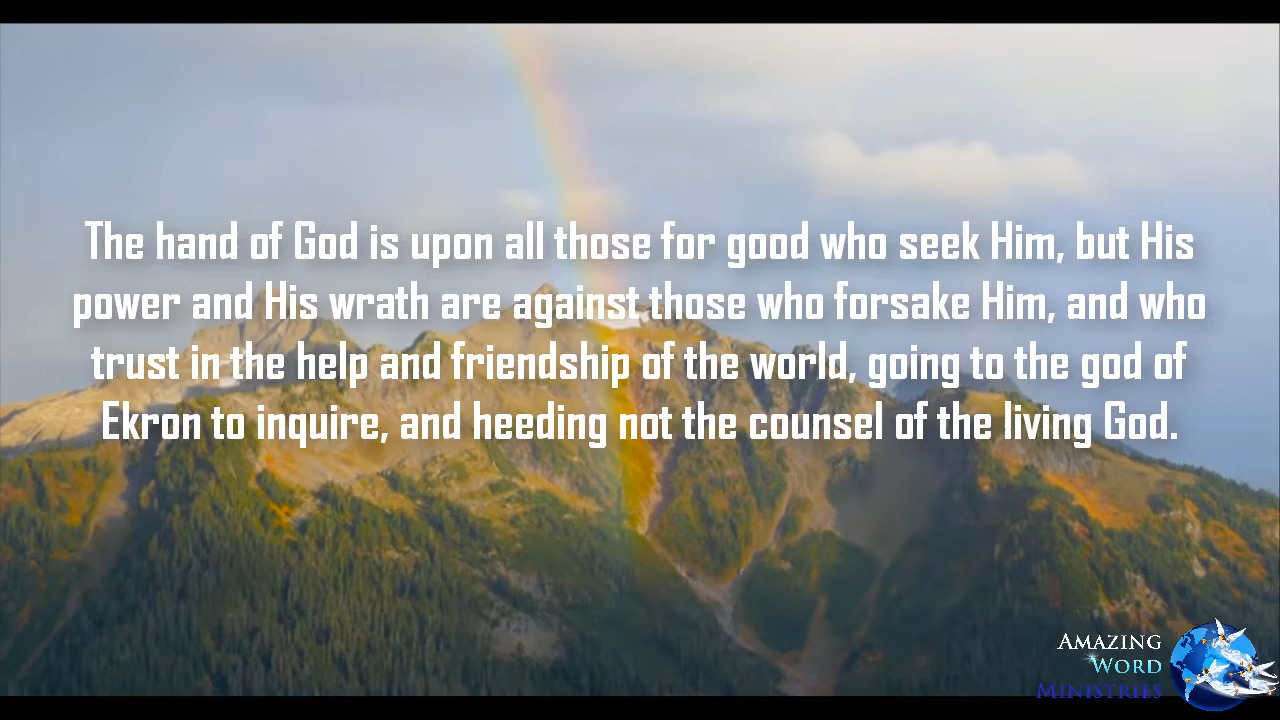 The hand of God is upon all those for good who seek Him, but His
power and His wrath are against those who forsake Him, and who
trust in the help and friendship of the world, going to the god of
Ekron to inquire, and heeding not the counsel of the living God.
AMAZING
WORD
MINISTRIES